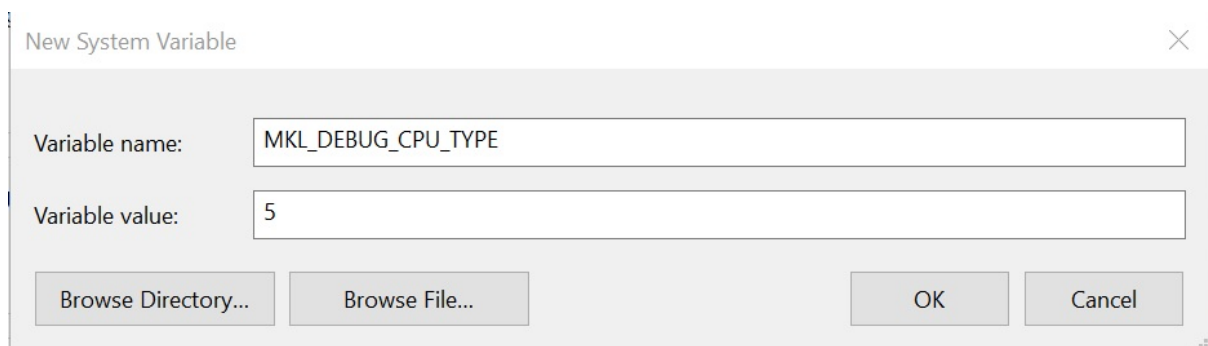 New System Variable
Variable name: MKL_DEBUG_CPU_TYPE
Variable value: 5
Browse Directory... Browse File... OK Cancel